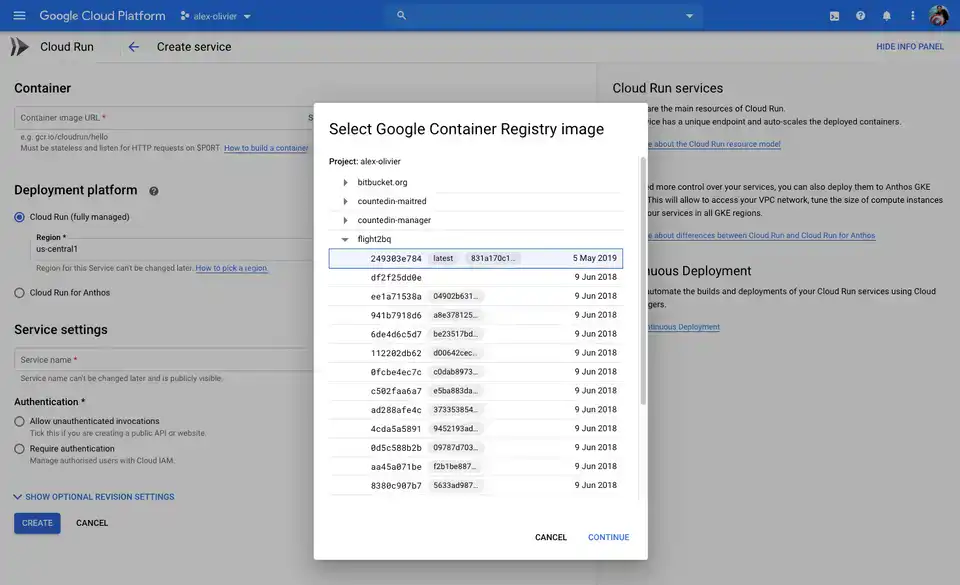 Google Cloud Platform
alex-olivier
Cloud Run
Create service
HIDE INFO PANEL
Container
Container image URL *
S
e.g. gcr.io/cloudrun/hello
Must be stateless and listen for HTTP requests on $PORT. How to build a container
Deployment platform
Cloud Run (fully managed)
Region *
us-central1
Region for this Service can't be changed later. How to pick a region.
Cloud Run for Anthos
Service settings
Service name *
Service name can't be changed later and is publicly visible.
Authentication *
Allow unauthenticated invocations
Tick this if you are creating a public API or website.
Require authentication
Manage authorised users with Cloud IAM.
SHOW OPTIONAL REVISION SETTINGS
CREATE
CANCEL
Select Google Container Registry image
Project: alex-olivier
bitbucket.org
countedin-maitred
countedin-manager
flight2bq
249303e784 latest 831a170c1... 5 May 2019
df2f25dd0e 9 Jun 2018
ee1a71538a 04902b631... 9 Jun 2018
941b7918d6 a8e378125... 9 Jun 2018
6de4d6c5d7 be23517bd... 9 Jun 2018
112202db62 d00642cec... 9 Jun 2018
0fcbe4ec7c c0dab8973... 9 Jun 2018
c502faa6a7 e5ba883da... 9 Jun 2018
ad288afe4c 373353854... 9 Jun 2018
4cda5a5891 9452193ad... 9 Jun 2018
0d5c588b2b 09787d703... 9 Jun 2018
aa45a071be f2b1be887... 9 Jun 2018
8380c907b7 5633ad987... 9 Jun 2018
CANCEL
CONTINUE
Cloud Run services
are the main resources of Cloud Run.
ice has a unique endpoint and auto-scales the deployed containers.
e about the Cloud Run resource model
d more control over your services, you can also deploy them to Anthos GKE
This will allow to access your VPC network, tune the size of compute instances
our services in all GKE regions.
e about differences between Cloud Run and Cloud Run for Anthos
nuous Deployment
automate the builds and deployments of your Cloud Run services using Cloud
gers.
ntinuous Deployment